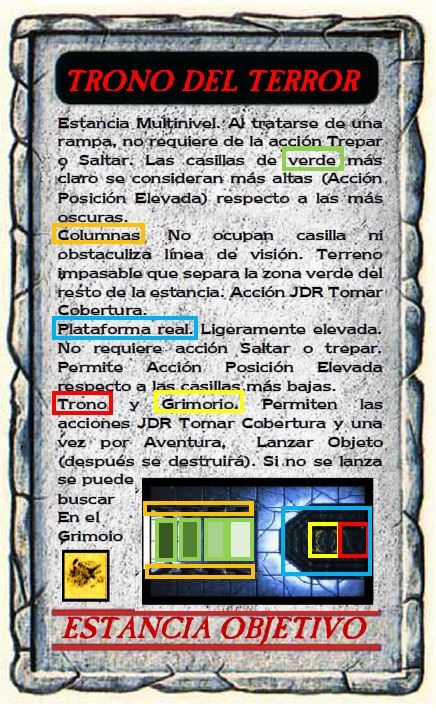 TRONO DEL TERROR
Estancia Multinivel. Al tratarse de una
rampa, no requiere de la acción Trepar
o Saltar. Las casillas de verde más
claro se consideran más altas (Acción
Posición Elevada) respecto a las más
oscuras.
Columnas No ocupan casilla ni
obstaculiza línea de visión. Terreno
impasable que separa la zona verde del
resto de la estancia. Acción JDR Tomar
Cobertura.
Plataforma real. Ligeramente elevada.
No requiere acción Saltar o trepar.
Permite Acción Posición Elevada
respecto a las casillas más bajas.
Trono y Grimorio. Permiten las
acciones JDR Tomar Cobertura y una
vez por Aventura, Lanzar Objeto
(después se destruirá). Si no se lanza
se puede
buscar
En el
Grimoio
ESTANCIA OBJETIVO